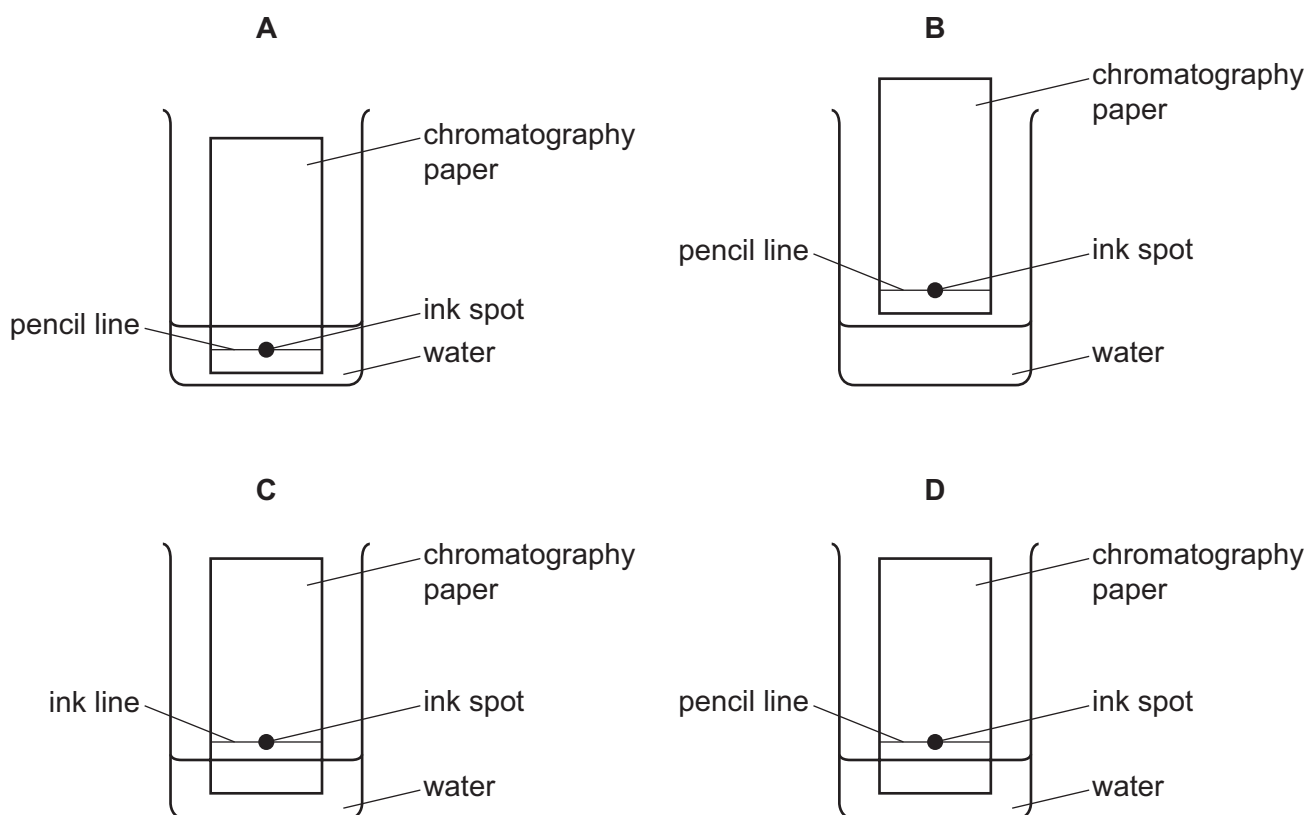 A
chromatography
paper
pencil line
ink spot
water
B
chromatography
paper
pencil line
ink spot
water
C
chromatography
paper
ink line
ink spot
water
D
chromatography
paper
pencil line
ink spot
water